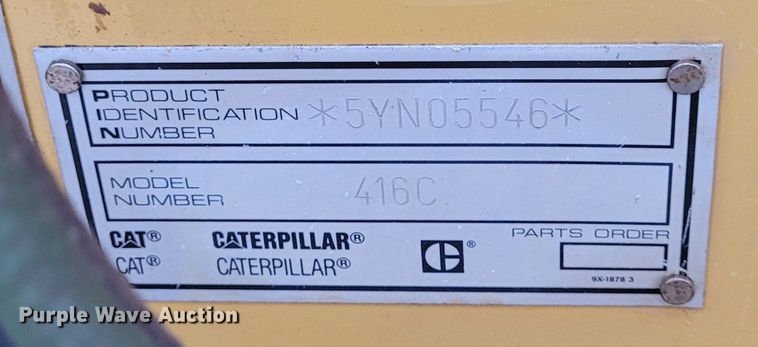 PRODUCT
IDENTIFICATION
NUMBER
*5YN05546*
MODEL
NUMBER
416C
CAT® CATERPILLAR® C ®
CAT® CATERPILLAR®
PARTS ORDER
9X-1878 3
Purple Wave Auction